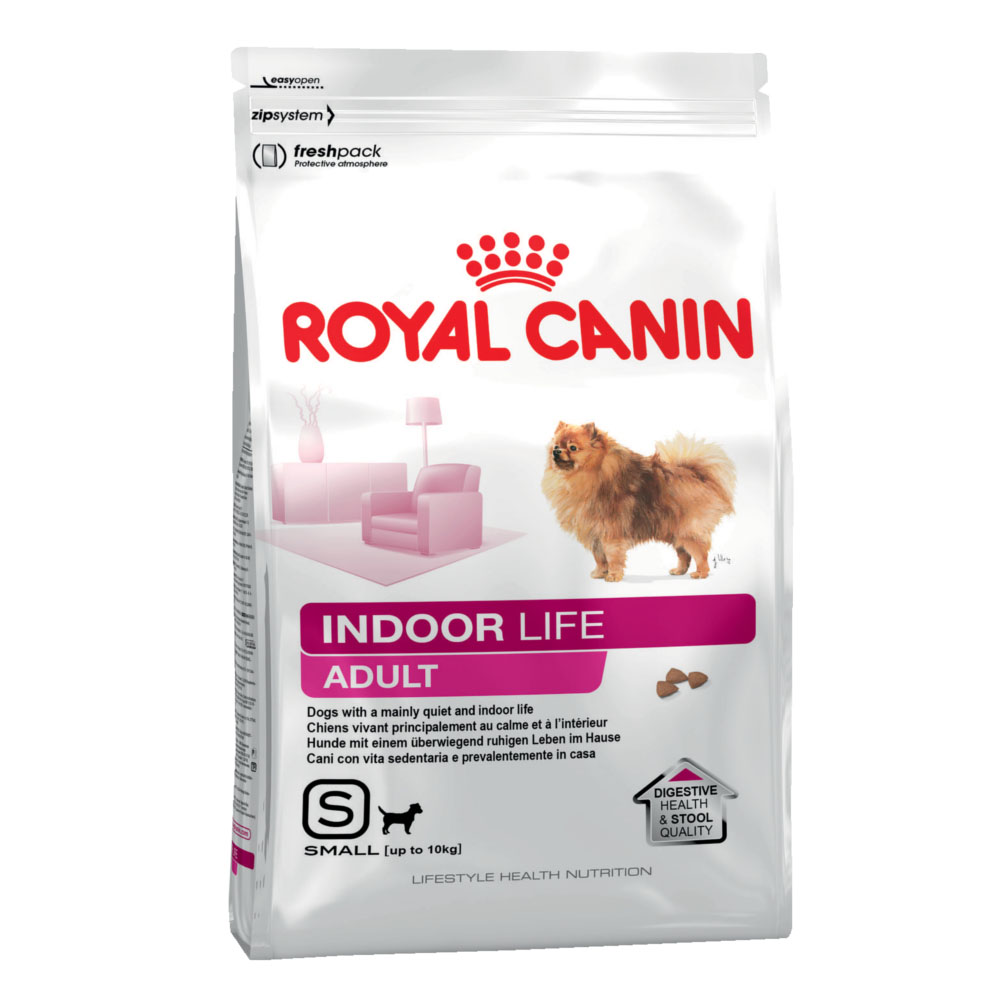 easyopen
zipsystem
freshpack
Protective atmosphere
ROYAL CANIN
INDOOR LIFE
ADULT
Dogs with a mainly quiet and indoor life
Chiens vivant principalement au calme et à l'intérieur
Hunde mit einem überwiegend ruhigen Leben im Hause
Cani con vita sedentaria e prevalentemente in casa
S
SMALL [up to 10kg]
DIGESTIVE
HEALTH
& STOOL
QUALITY
LIFESTYLE HEALTH NUTRITION